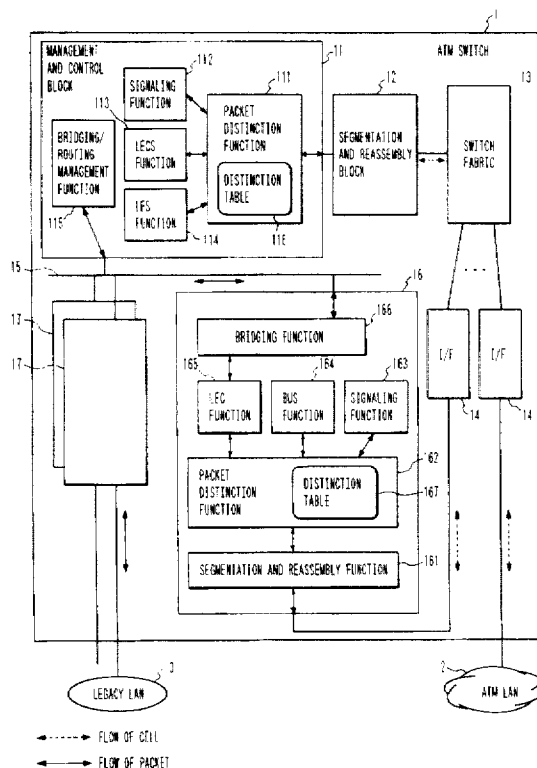 1
MANAGEMENT
AND CONTROL
BLOCK
11
ATM SWITCH
112
SIGNALING
FUNCTION
111
12
13
113
LECS
FUNCTION
PACKET
DISTINCTION
FUNCTION
SEGMENTATION
AND REASSEMBLY
BLOCK
SWITCH
FABRIC
BRIDGING/
ROUTING
MANAGEMENT
FUNCTION
115
DISTINCTION
TABLE
116
FUNCTION
114
15
16
166
BRIDGING FUNCTION
17
I/F
I/F
14
14
165
164
163
LEC
FUNCTION
BUS
FUNCTION
SIGNALING
FUNCTION
162
PACKET
DISTINCTION
FUNCTION
DISTINCTION
TABLE
167
161
SEGMENTATION AND REASSEMBLY FUNCTION
3
LEGACY LAN
2
ATM LAN
FLOW OF CELL
FLOW OF PACKET